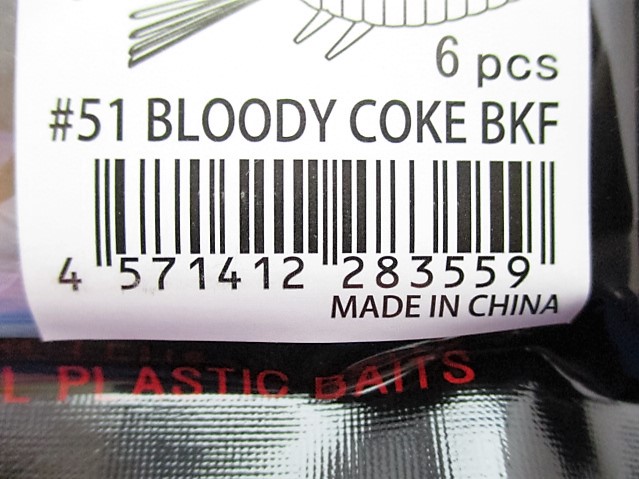 6 pcs
#51 BLOODY COKE BKF
4 571412 283559
MADE IN CHINA
L PLASTIC BAITS